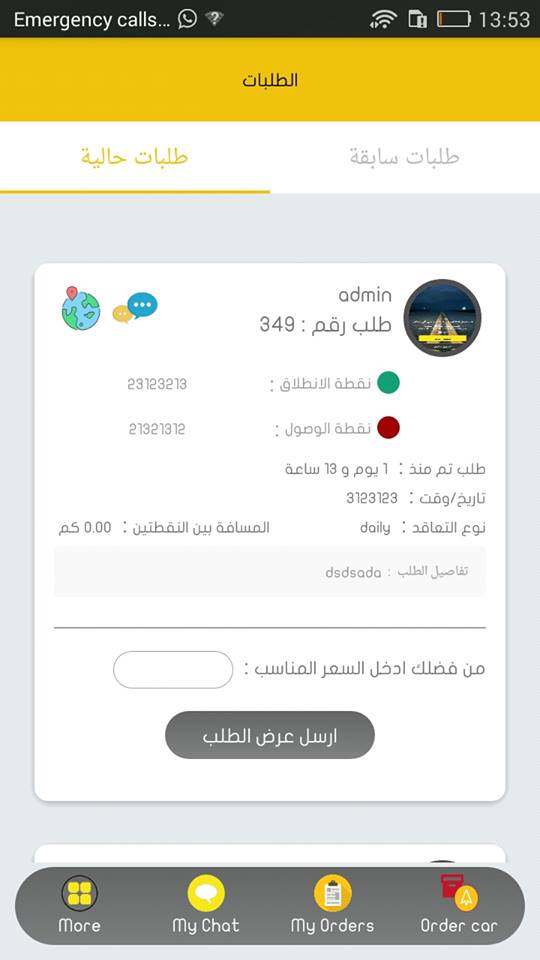 Emergency calls... 13:53
الطلبات
طلبات سابقة
طلبات حالية
admin
طلب رقم : 349
نقطة الانطلاق : 23123213
نقطة الوصول : 21321312
طلب تم منذ : 1 يوم و 13 ساعة
تاريخ/وقت : 3123123
نوع التعاقد : daily المسافة بين النقطتين : 0.00 كم
تفاصيل الطلب : dsdsada
من فضلك ادخل السعر المناسب :
ارسل عرض الطلب
More My Chat My Orders Order car